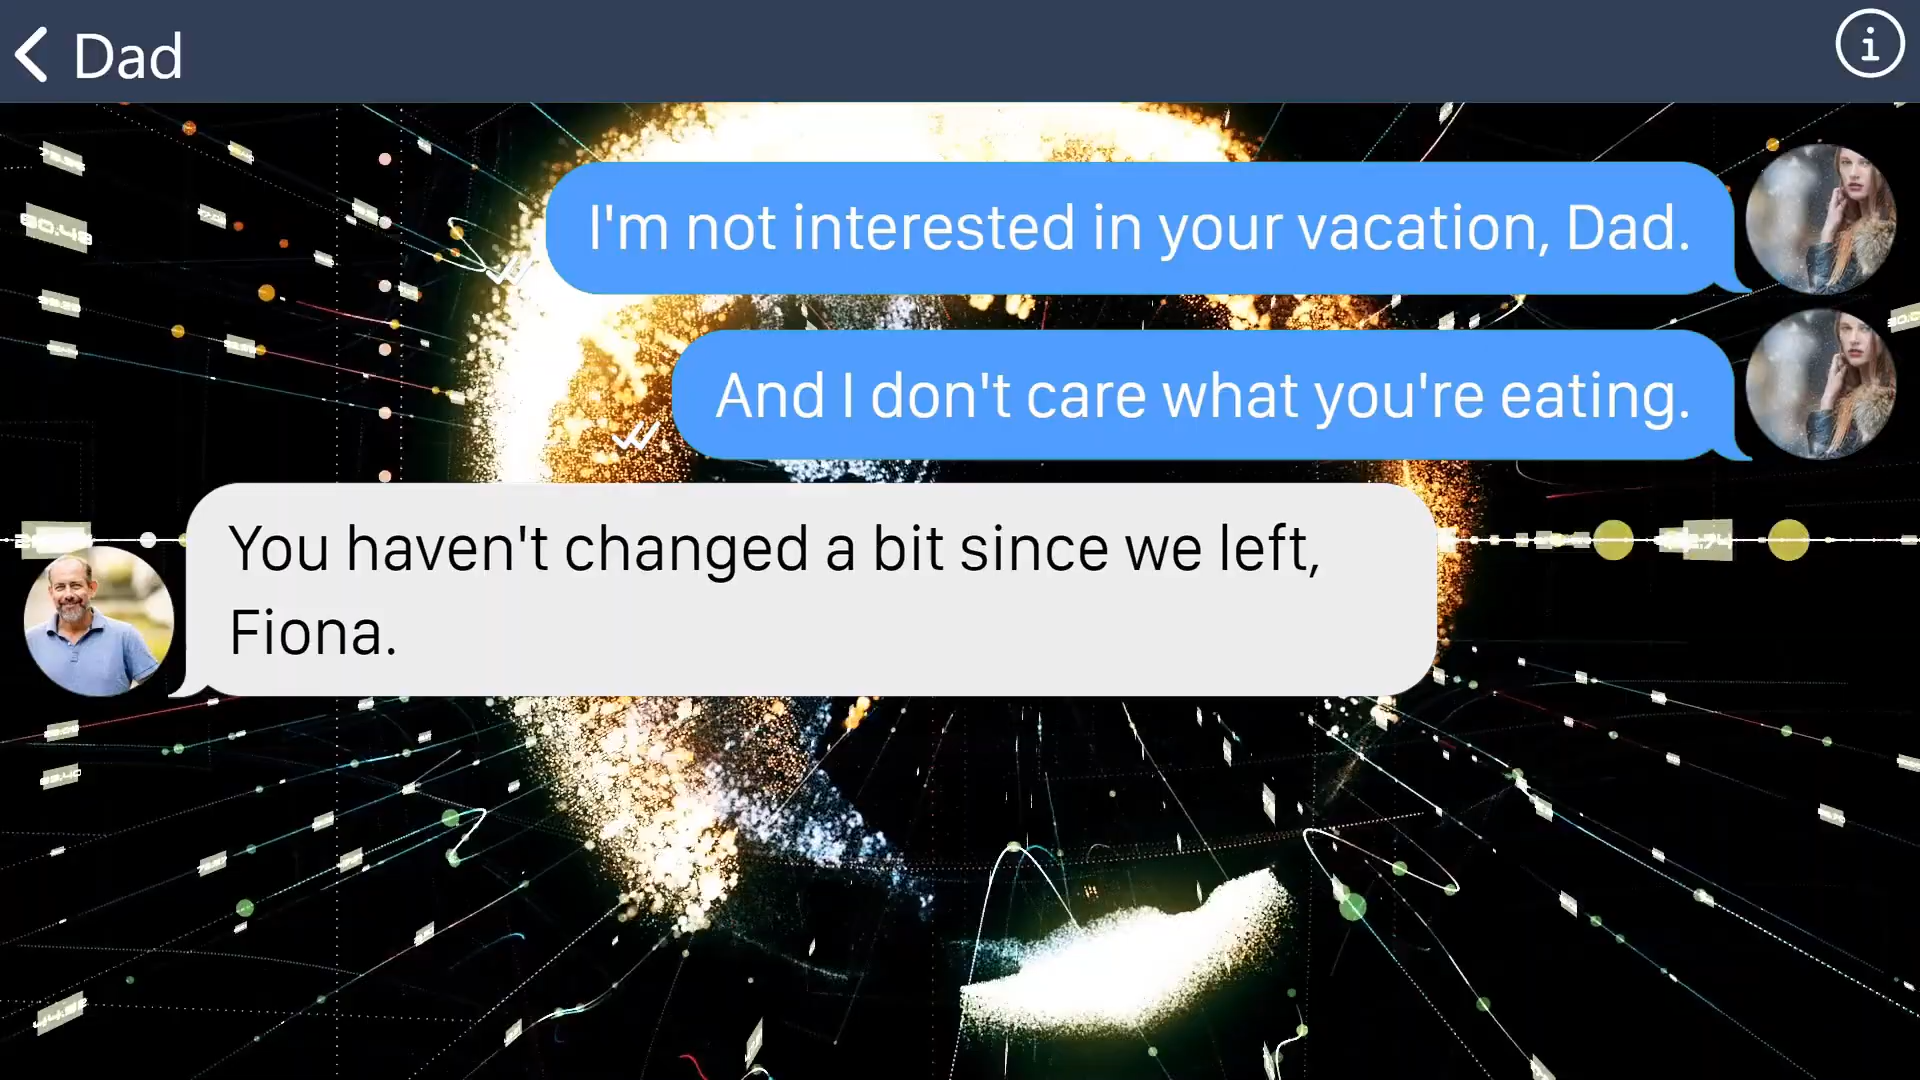 Dad
I'm not interested in your vacation, Dad.
And I don't care what you're eating.
You haven't changed a bit since we left,
Fiona.